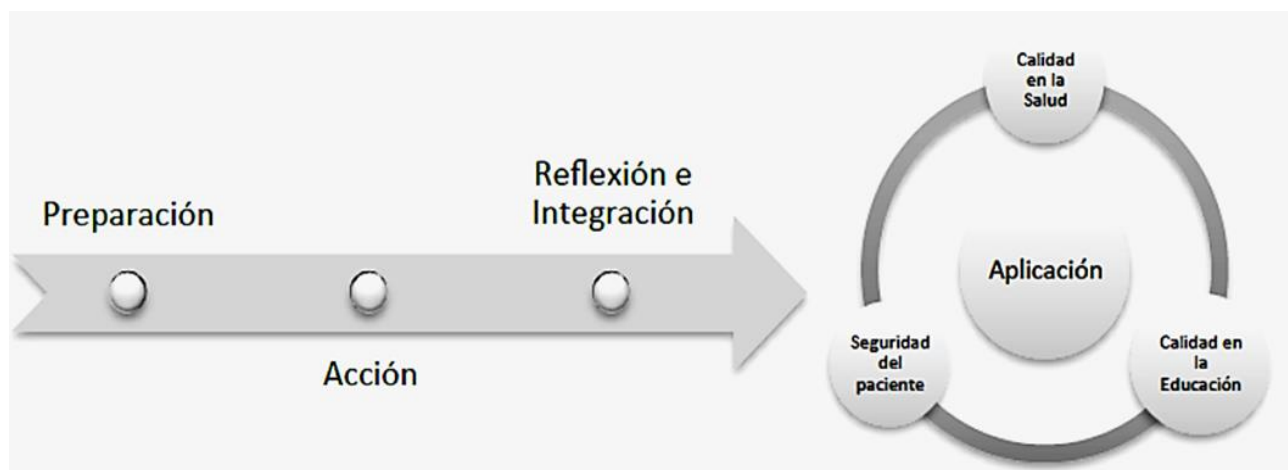 Preparación
Acción
Reflexión e
Integración
Calidad
en la
Salud
Aplicación
Seguridad
del
paciente
Calidad en
la
Educación